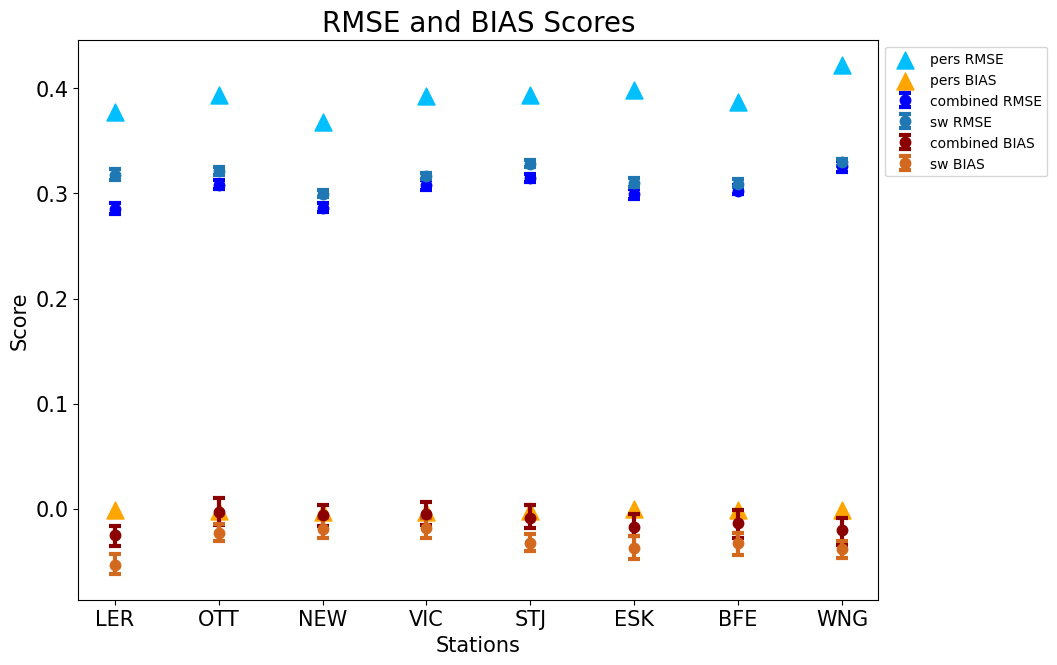 RMSE and BIAS Scores
pers RMSE
pers BIAS
combined RMSE
sw RMSE
combined BIAS
sw BIAS
Score
0.4
0.3
0.2
0.1
0.0
LER OTT NEW VIC STJ ESK BFE WNG
Stations